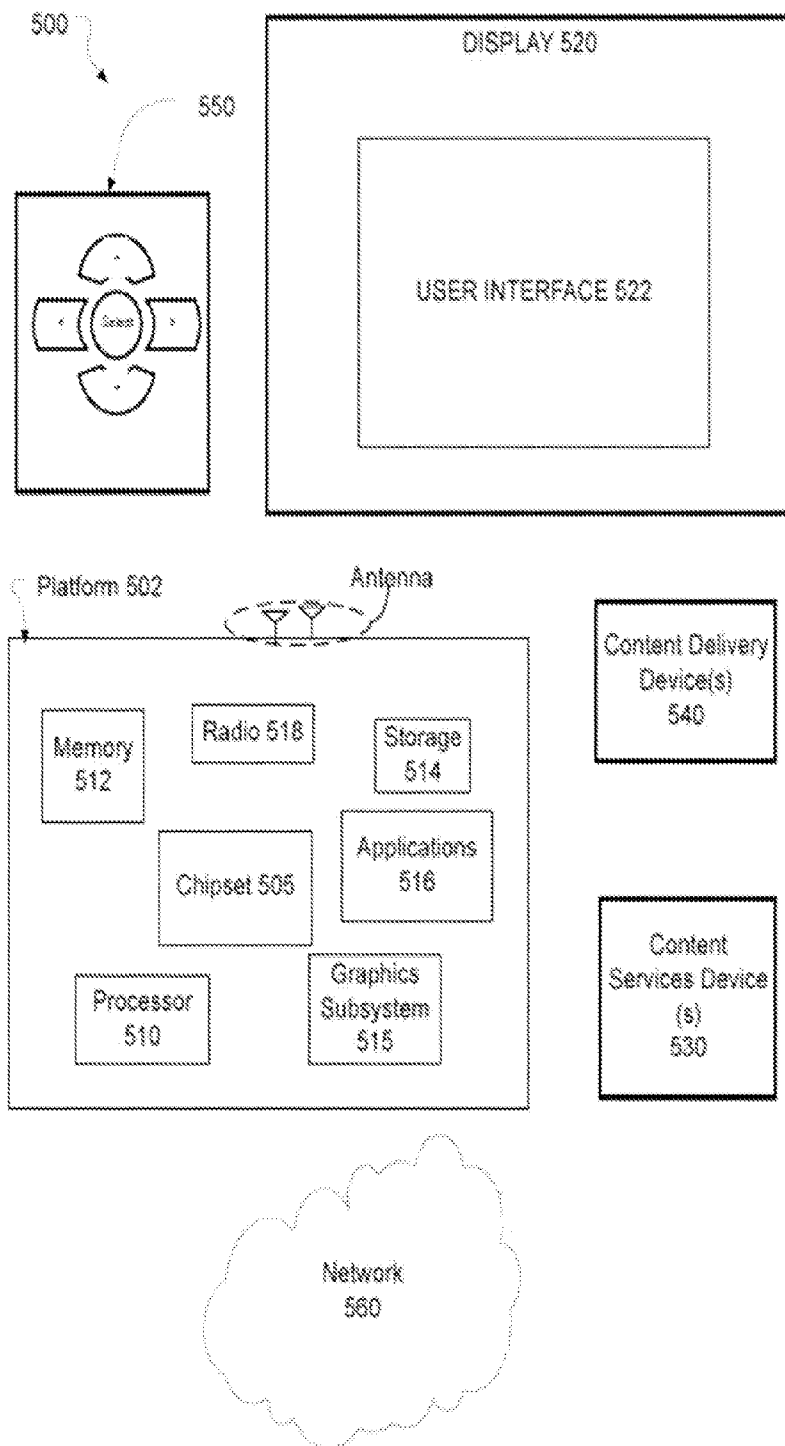 500
550
DISPLAY 520
USER INTERFACE 522
Select
Platform 502
Antenna
Content Delivery
Device(s)
540
Memory
512
Radio 518
Storage
514
Chipset 505
Applications
516
Content
Services Device
(s)
530
Processor
510
Graphics
Subsystem
515
Network
560